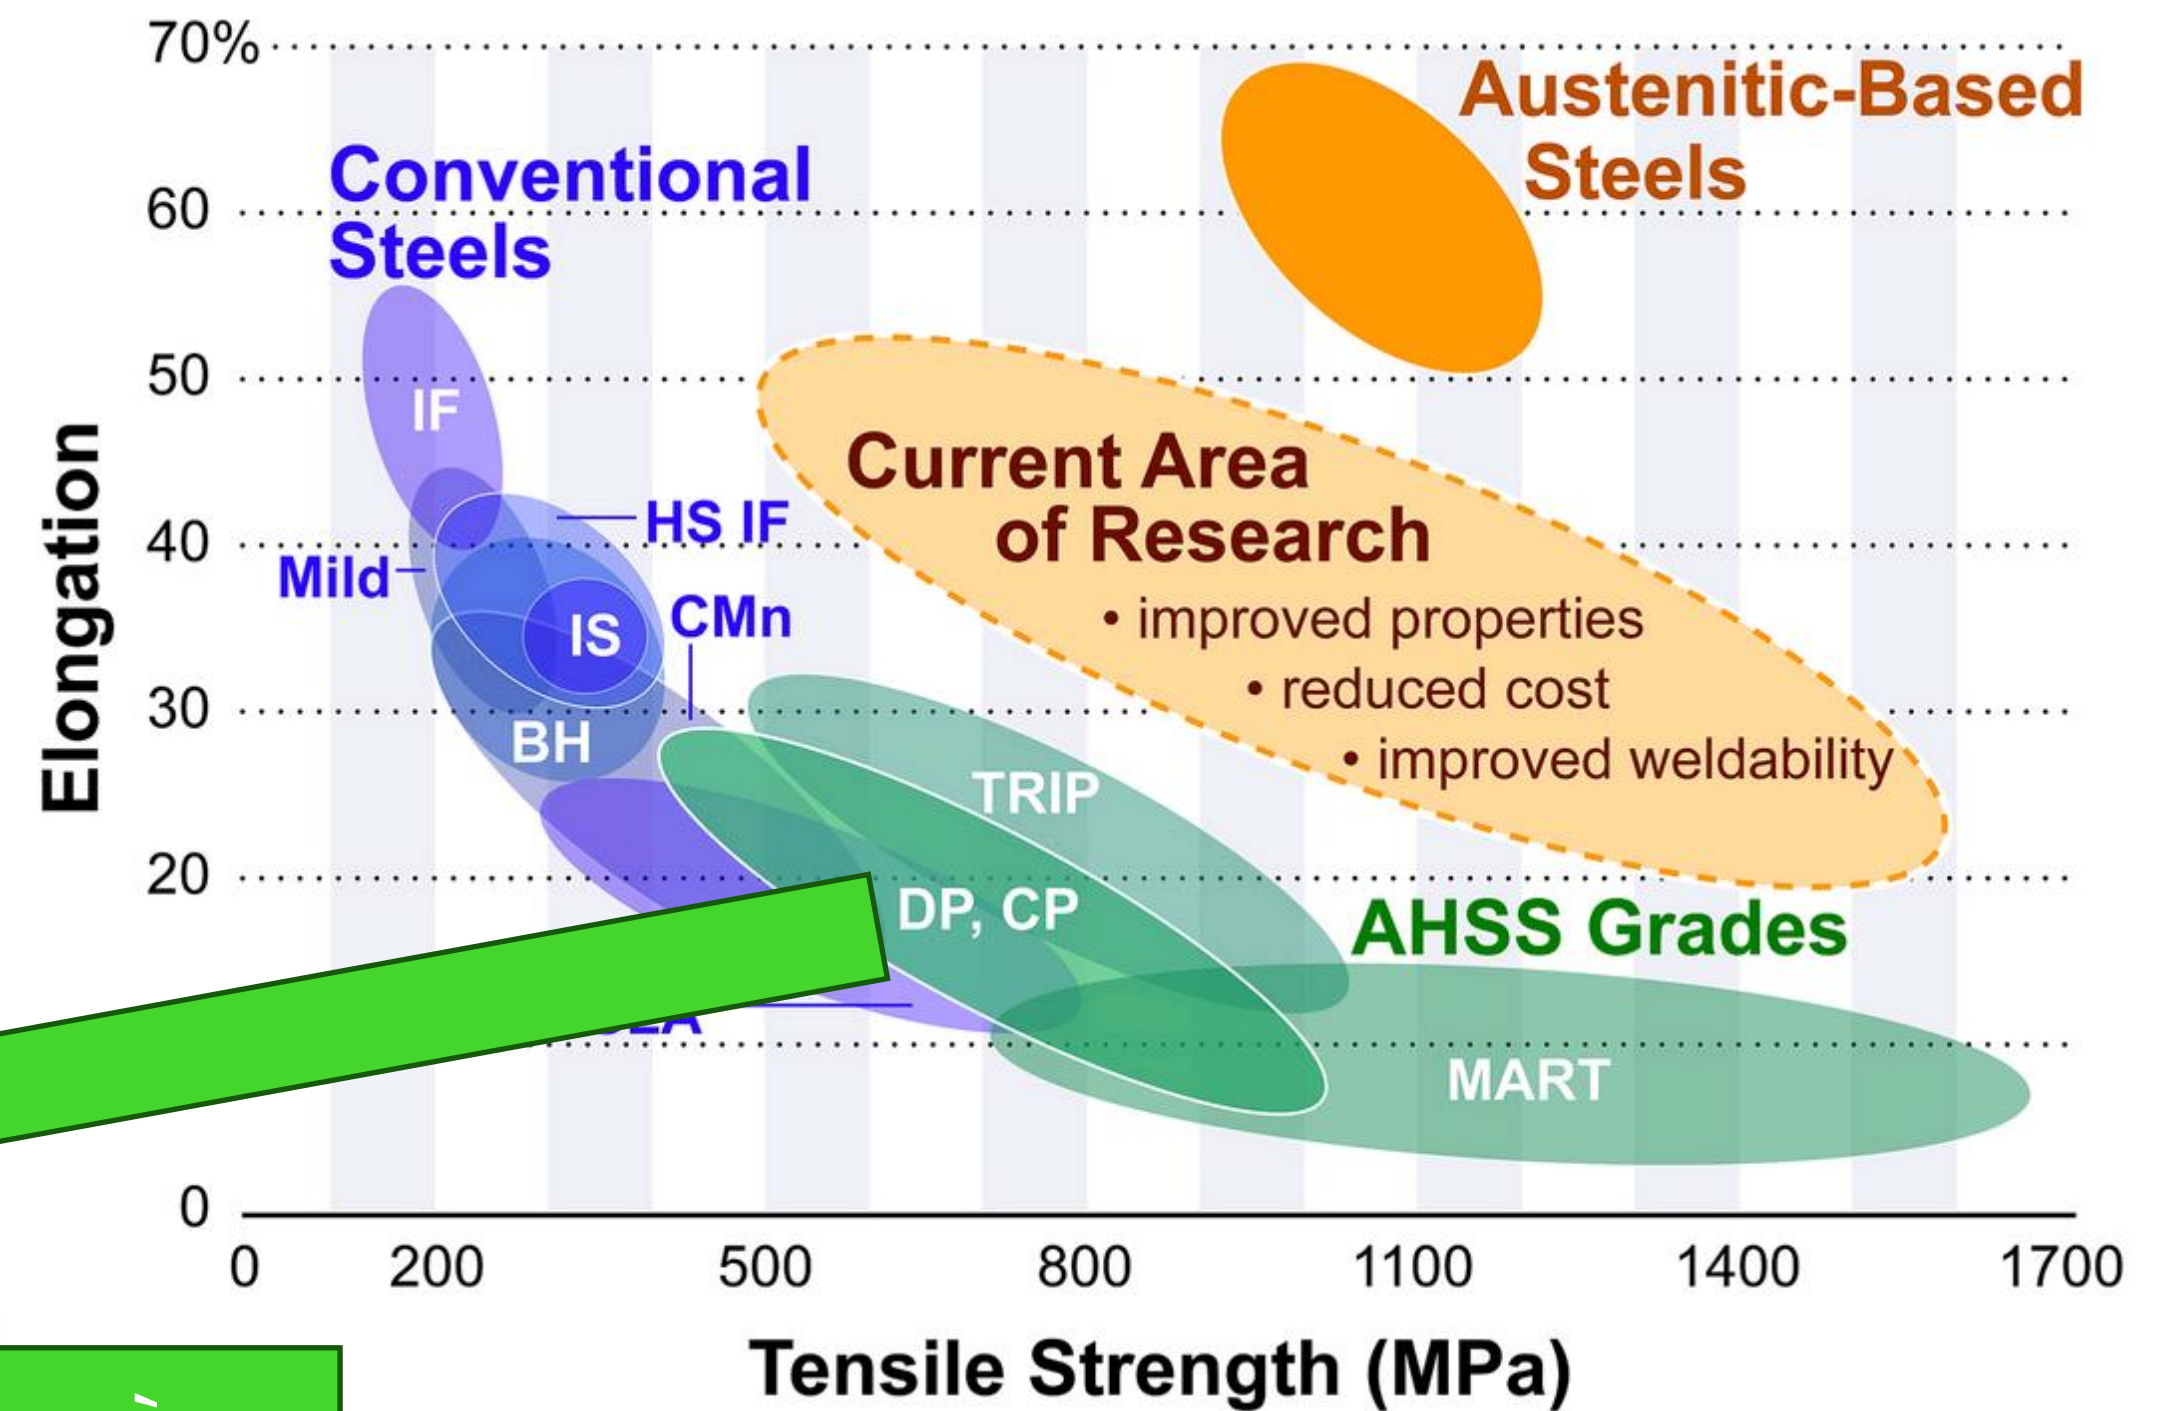 70%
Austenitic-Based
Steels
Conventional
Steels
60
50
IF
Current Area
of Research
HS IF
40
Mild
CMn
IS
• improved properties
• reduced cost
• improved weldability
30
BH
TRIP
20
DP, CP
AHSS Grades
MART
0
Elongation
0 200 500 800 1100 1400 1700
Tensile Strength (MPa)